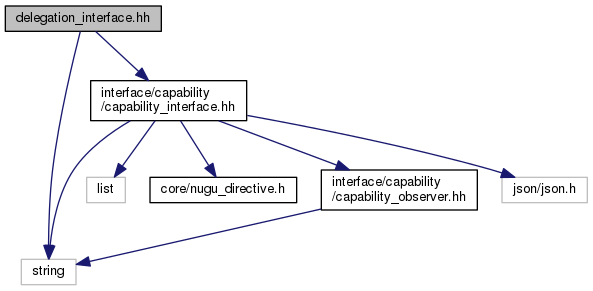 delegation_interface.hh
interface/capability
/capability_interface.hh
list
core/nugu_directive.h
interface/capability
/capability_observer.hh
json/json.h
string